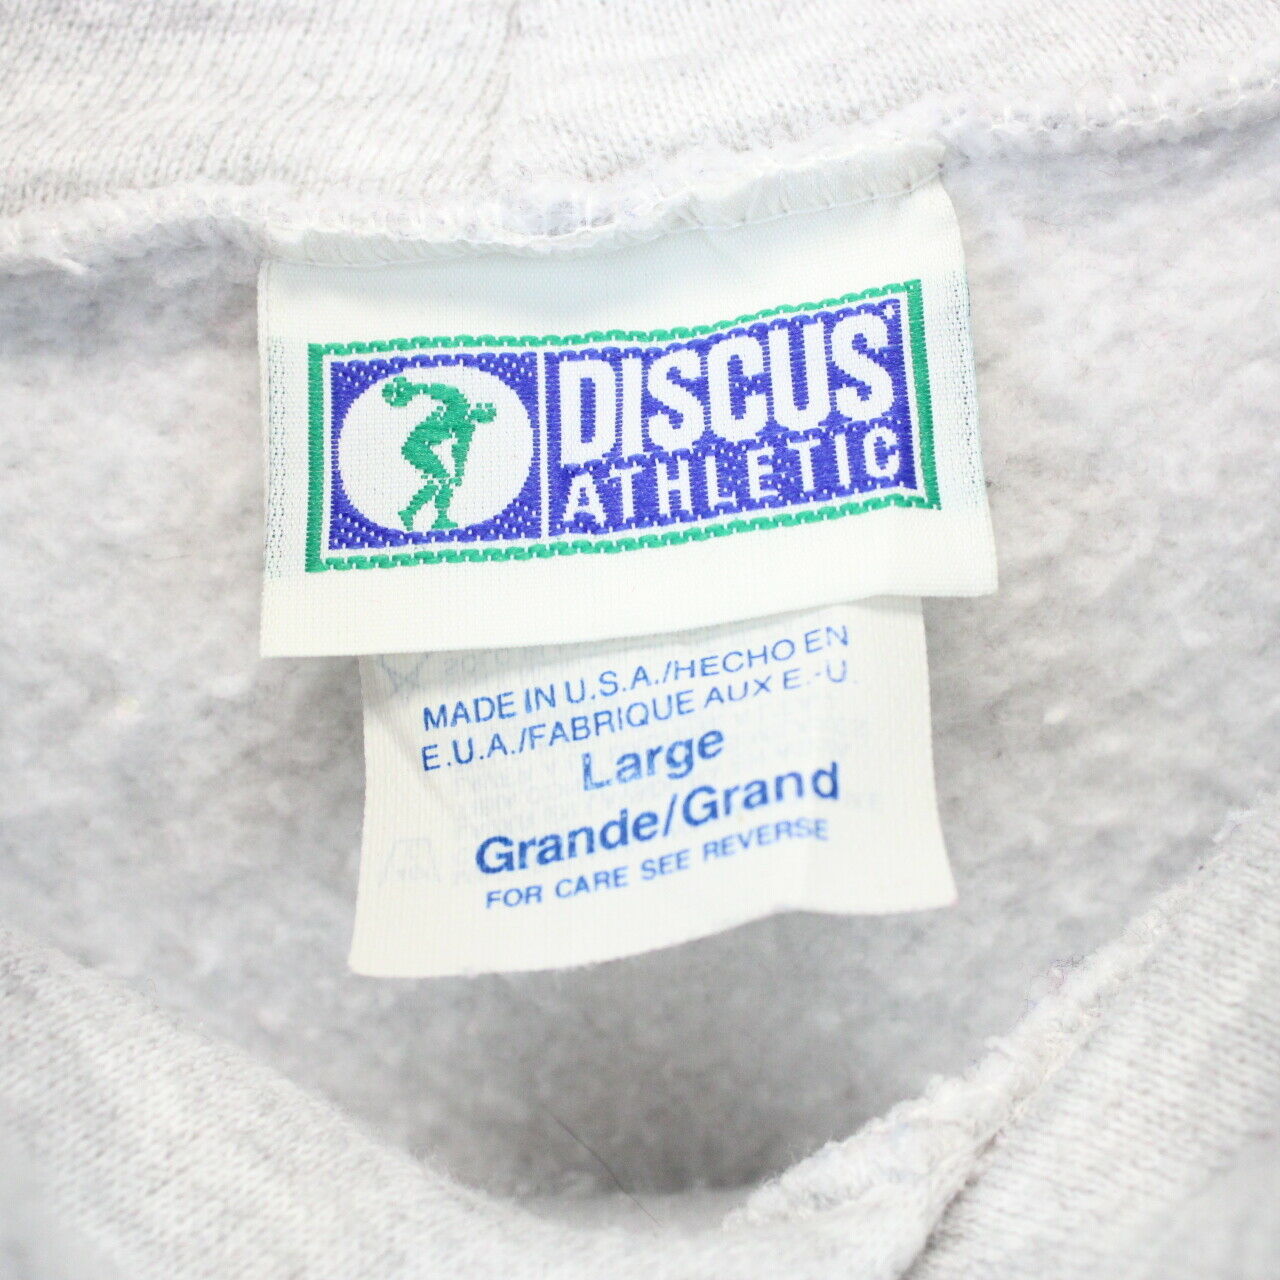 DISCUS
ATHLETIC
MADE IN U.S.A./HECHO EN
E.U.A./FABRIQUE AUX E.-U.
Large
Grande/Grand
FOR CARE SEE REVERSE